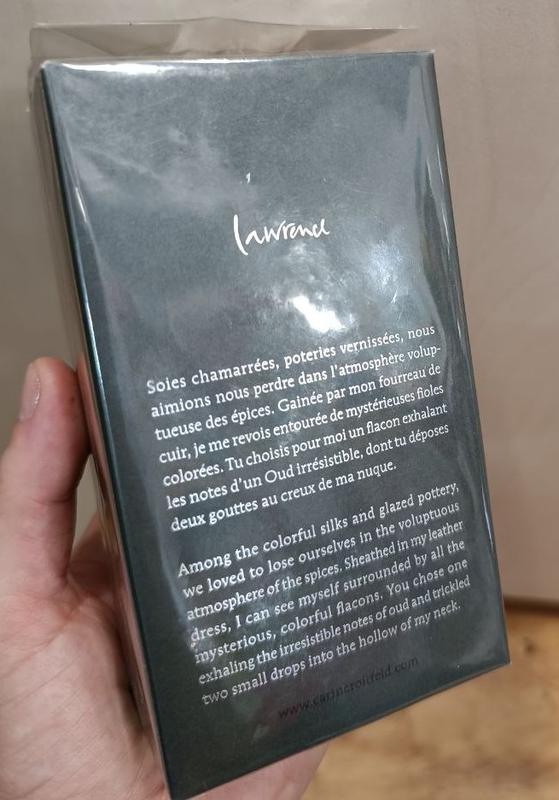 lawrence
Soies chamarrées, poteries vernissées, nous
aimions nous perdre dans l'atmosphère volup-
tueuse des épices. Gainée par mon fourreau de
cuir, je me revois entourée de mystérieuses fioles
colorées. Tu choisis pour moi un flacon exhalant
les notes d'un Oud irrésistible, dont tu déposes
deux gouttes au creux de ma nuque.
Among the colorful silks and glazed pottery,
we loved to lose ourselves in the voluptuous
atmosphere of the spices. Sheathed in my leather
dress, I can see myself surrounded by all the
mysterious, colorful flacons. You chose one
exhaling the irresistible notes of oud and trickled
two small drops into the hollow of my neck.
www.carineroitfeld.com